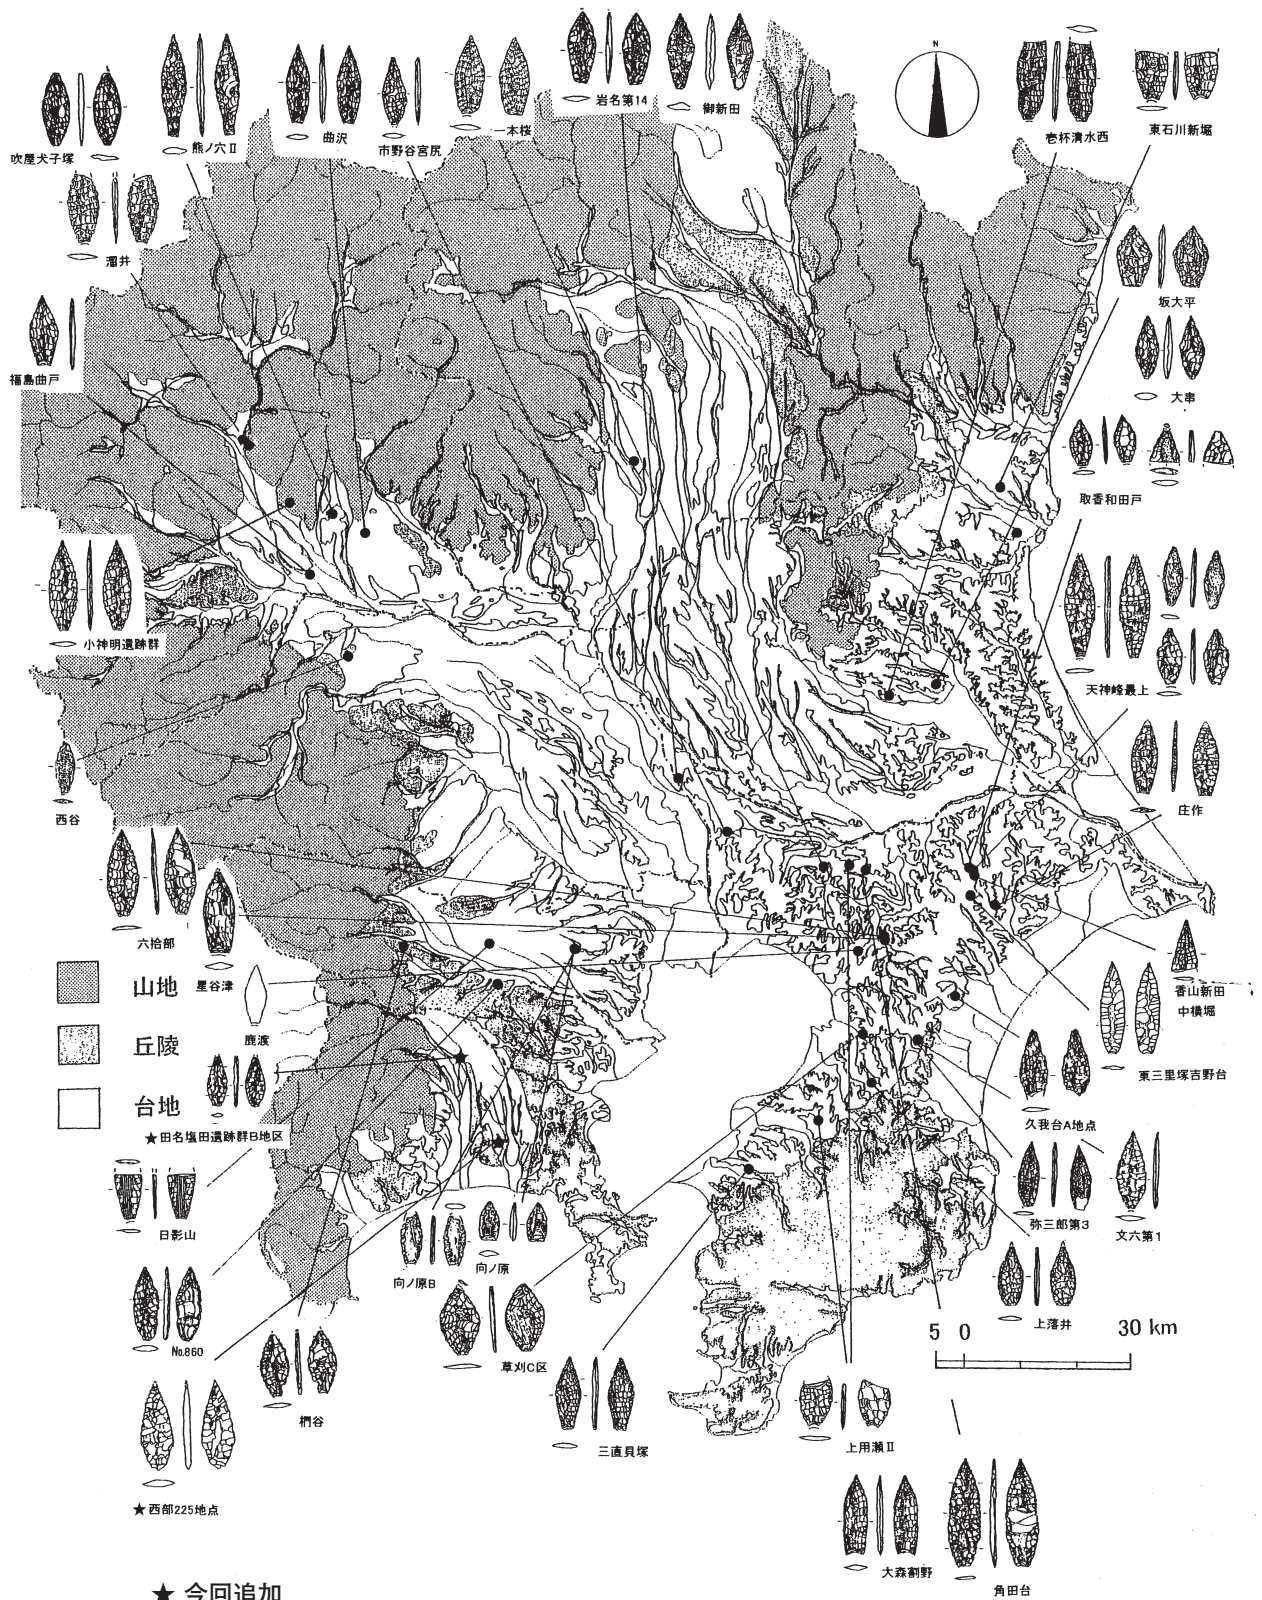 N
吹屋犬子塚
熊ノ穴Ⅱ
曲沢
市野谷宮尻
一本桜
岩名第14
御新田
壱杯清水西
東石川新堀
溜井
坂大平
福島曲戸
大串
取香和田戸
小神明遺跡群
天神峰最上
西谷
庄作
六拾部
星谷津
鹿渡
香山新田
中横堀
東三里塚吉野台
山地
丘陵
台地
★田名塩田遺跡群B地区
久我台A地点
日影山
弥三郎第3
文六第1
向ノ原B
向ノ原
上落井
No.860
草刈C区
5 0 30 km
椚谷
三直貝塚
上用瀬Ⅱ
★西部225地点
大森割野
角田台
★ 今回追加